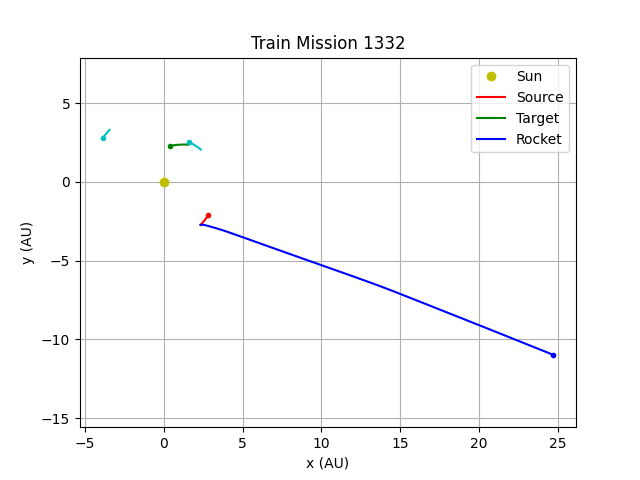 Train Mission 1332
Sun
Source
Target
Rocket
5
0
−5
−10
−15
y (AU)
−5
0
5
10
15
20
25
x (AU)